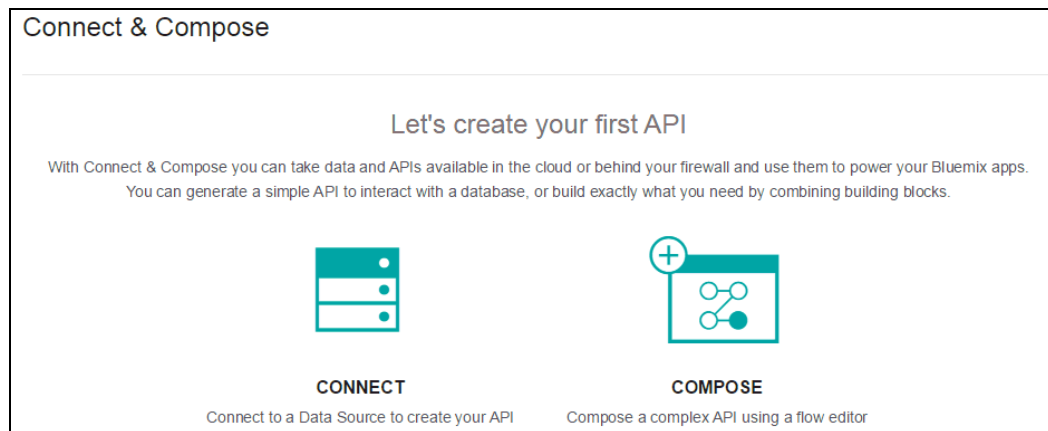 Connect & Compose
Let's create your first API
With Connect & Compose you can take data and APIs available in the cloud or behind your firewall and use them to power your Bluemix apps.
You can generate a simple API to interact with a database, or build exactly what you need by combining building blocks.
CONNECT
Connect to a Data Source to create your API
COMPOSE
Compose a complex API using a flow editor